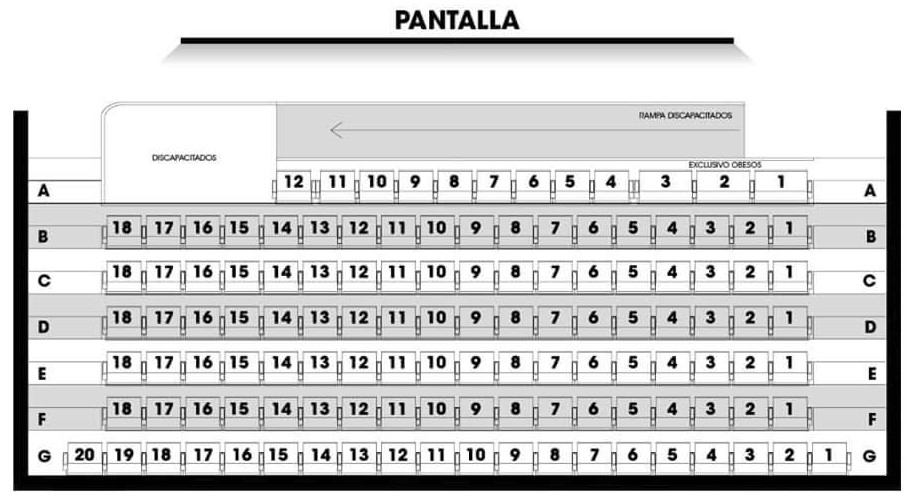 PANTALLA
RAMPA DISCAPACITADOS
DISCAPACITADOS
EXCLUSIVO OBESOS
A 12 11 10 9 8 7 6 5 4 3 2 1 A
B 18 17 16 15 14 13 12 11 10 9 8 7 6 5 4 3 2 1 B
C 18 17 16 15 14 13 12 11 10 9 8 7 6 5 4 3 2 1 C
D 18 17 16 15 14 13 12 11 10 9 8 7 6 5 4 3 2 1 D
E 18 17 16 15 14 13 12 11 10 9 8 7 6 5 4 3 2 1 E
F 18 17 16 15 14 13 12 11 10 9 8 7 6 5 4 3 2 1 F
G 20 19 18 17 16 15 14 13 12 11 10 9 8 7 6 5 4 3 2 1 G